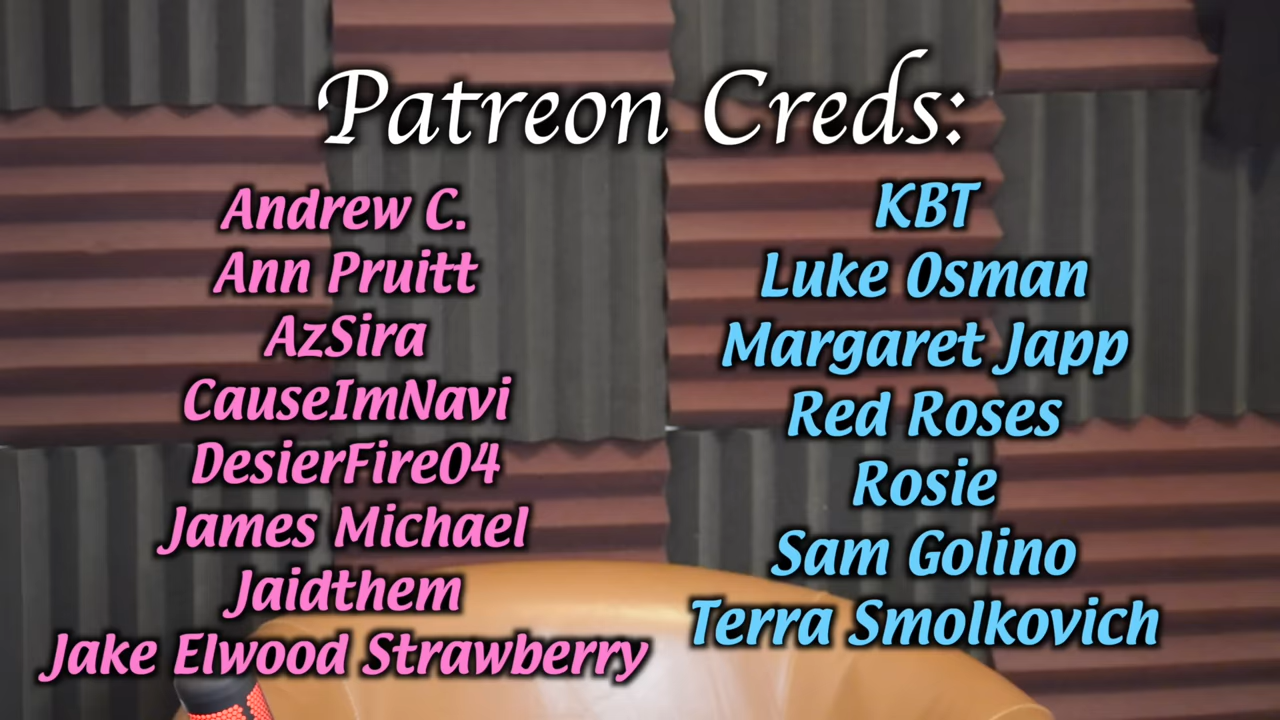 Patreon Creds:
Andrew C.
Ann Pruitt
AzSira
CauseImNavi
DesierFire04
James Michael
Jaidthem
Jake Elwood Strawberry
KBT
Luke Osman
Margaret Japp
Red Roses
Rosie
Sam Golino
Terra Smolkovich